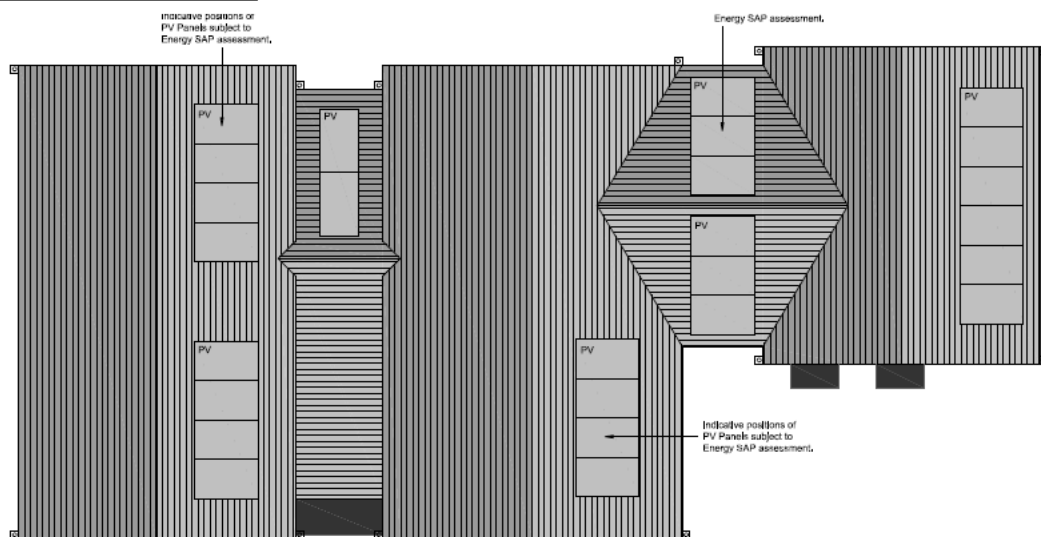 Indicative positions of
PV Panels subject to
Energy SAP assessment.
Energy SAP assessment.
PV
PV
PV
PV
PV
PV
PV
Indicative positions of
PV Panels subject to
Energy SAP assessment.